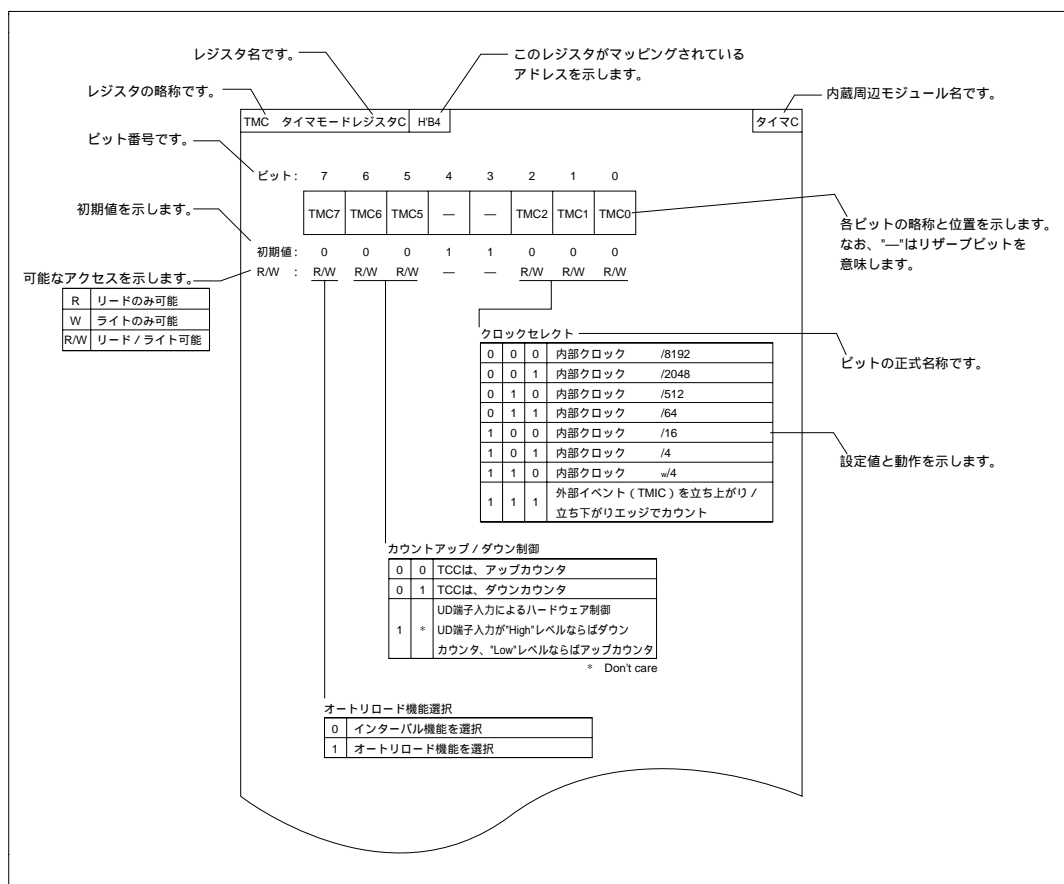 レジスタ名です。
このレジスタがマッピングされている
アドレスを示します。
レジスタの略称です。
内蔵周辺モジュール名です。
TMC タイマモードレジスタC H'B4 タイマC
ビット番号です。
ビット: 7 6 5 4 3 2 1 0
TMC7 TMC6 TMC5 — — TMC2 TMC1 TMC0
初期値を示します。
各ビットの略称と位置を示します。
なお、"—"はリザーブビットを
意味します。
初期値: 0 0 0 1 1 0 0 0
R/W : R/W R/W R/W — — R/W R/W R/W
可能なアクセスを示します。
R リードのみ可能
W ライトのみ可能
R/W リード/ライト可能
クロックセレクト
0 0 0 内部クロック /8192
0 0 1 内部クロック /2048
0 1 0 内部クロック /512
0 1 1 内部クロック /64
1 0 0 内部クロック /16
1 0 1 内部クロック /4
1 1 0 内部クロック w/4
1 1 1 外部イベント(TMIC)を立ち上がり/
立ち下がりエッジでカウント
ビットの正式名称です。
設定値と動作を示します。
カウントアップ/ダウン制御
0 0 TCCは、アップカウンタ
0 1 TCCは、ダウンカウンタ
1 * UD端子入力によるハードウェア制御
UD端子入力が"High"レベルならばダウン
カウンタ、"Low"レベルならばアップカウンタ
* Don't care
オートリロード機能選択
0 インターバル機能を選択
1 オートリロード機能を選択